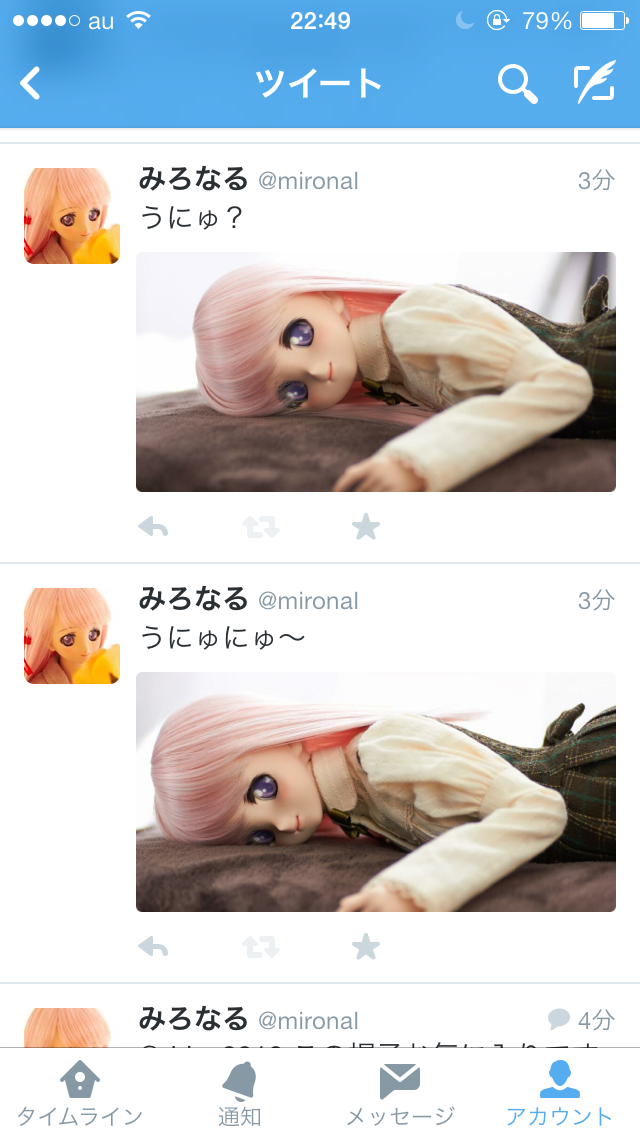 au 22:49 79%
ツイート
みろなる @mironal 3分
うにゅ？
みろなる @mironal 3分
うにゅにゅ〜
みろなる @mironal 4分
タイムライン 通知 メッセージ アカウント